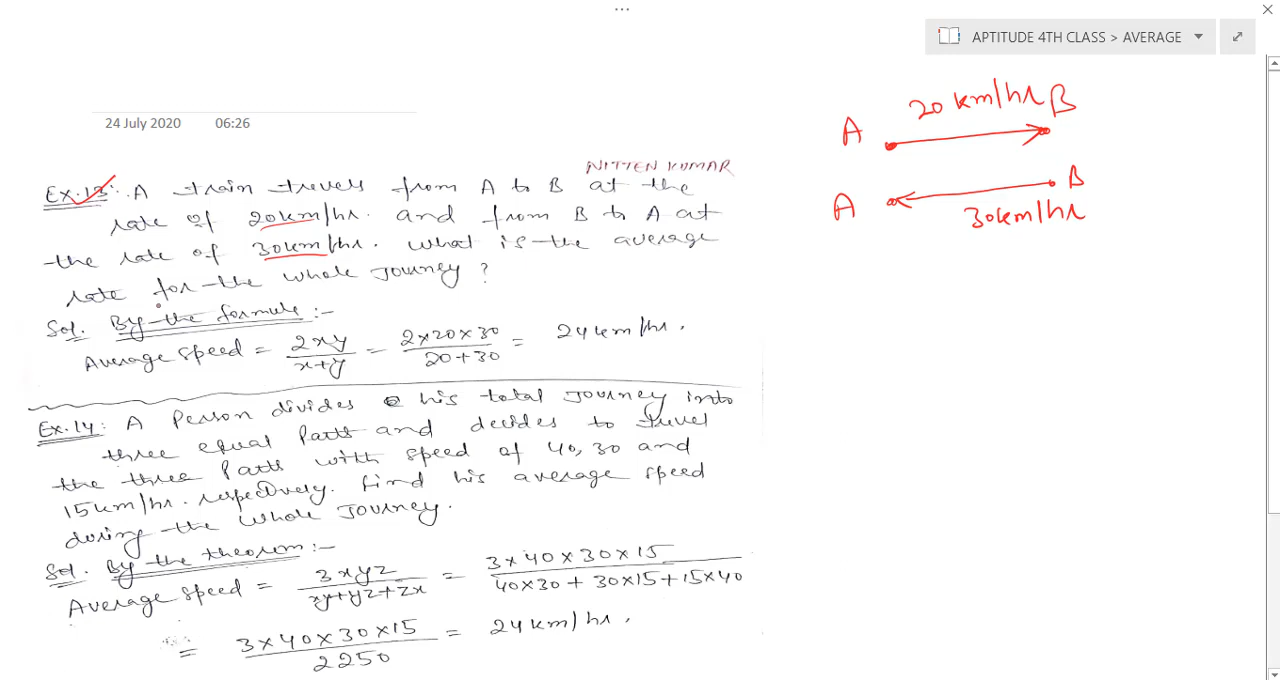 ...
APTITUDE 4TH CLASS > AVERAGE
24 July 2020 06:26
NITTEN KUMAR
Ex.13: A train travels from A to B at the
rate of 20km/hr. and from B to A at
the rate of 30km/hr. What is the average
rate for the whole Journey?
Sol. By the formule:-
Average speed = 2xy/x+y = 2×20×30/20+30 = 24km/hr.
Ex.14: A Person divides his total Journey into
three equal Parts and decides to travel
the three Parts with speed of 40, 30 and
15km/hr. respectively. find his average speed
during the whole Journey.
Sol. By the theorem:-
Average speed = 3xyz/xy+yz+zx = 3×40×30×15/40×30+30×15+15×40
= 3×40×30×15/2250 = 24km/hr.
A 20 km/hr B
A B
30km/hr